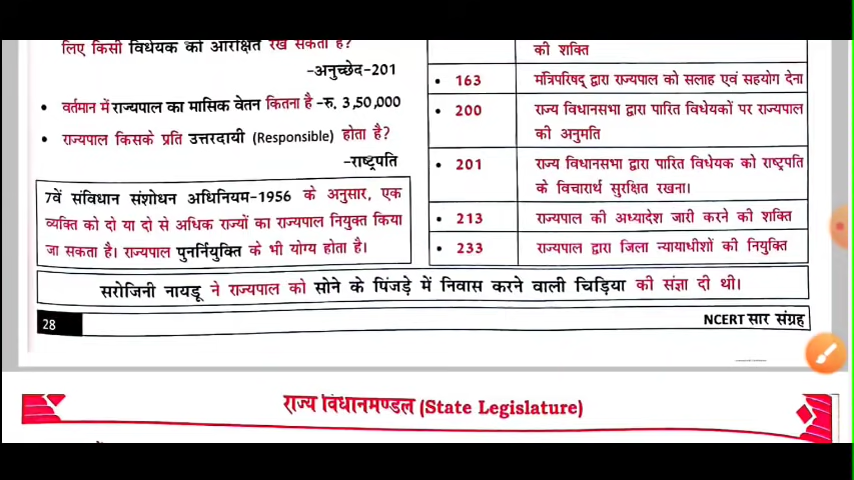 लिए किसी विधेयक को आरक्षित रख सकता है?
-अनुच्छेद-201
• वर्तमान में राज्यपाल का मासिक वेतन कितना है -रु. 3,50,000
• राज्यपाल किसके प्रति उत्तरदायी (Responsible) होता है?
-राष्ट्रपति
7वें संविधान संशोधन अधिनियम-1956 के अनुसार, एक
व्यक्ति को दो या दो से अधिक राज्यों का राज्यपाल नियुक्त किया
जा सकता है। राज्यपाल पुनर्नियुक्ति के भी योग्य होता है।
की शक्ति
• 163 मंत्रिपरिषद् द्वारा राज्यपाल को सलाह एवं सहयोग देना
• 200 राज्य विधानसभा द्वारा पारित विधेयकों पर राज्यपाल
की अनुमति
• 201 राज्य विधानसभा द्वारा पारित विधेयक को राष्ट्रपति
के विचारार्थ सुरक्षित रखना।
• 213 राज्यपाल की अध्यादेश जारी करने की शक्ति
• 233 राज्यपाल द्वारा जिला न्यायाधीशों की नियुक्ति
सरोजिनी नायडू ने राज्यपाल को सोने के पिंजड़े में निवास करने वाली चिड़िया की संज्ञा दी थी।
28
NCERT सार संग्रह
राज्य विधानमण्डल (State Legislature)